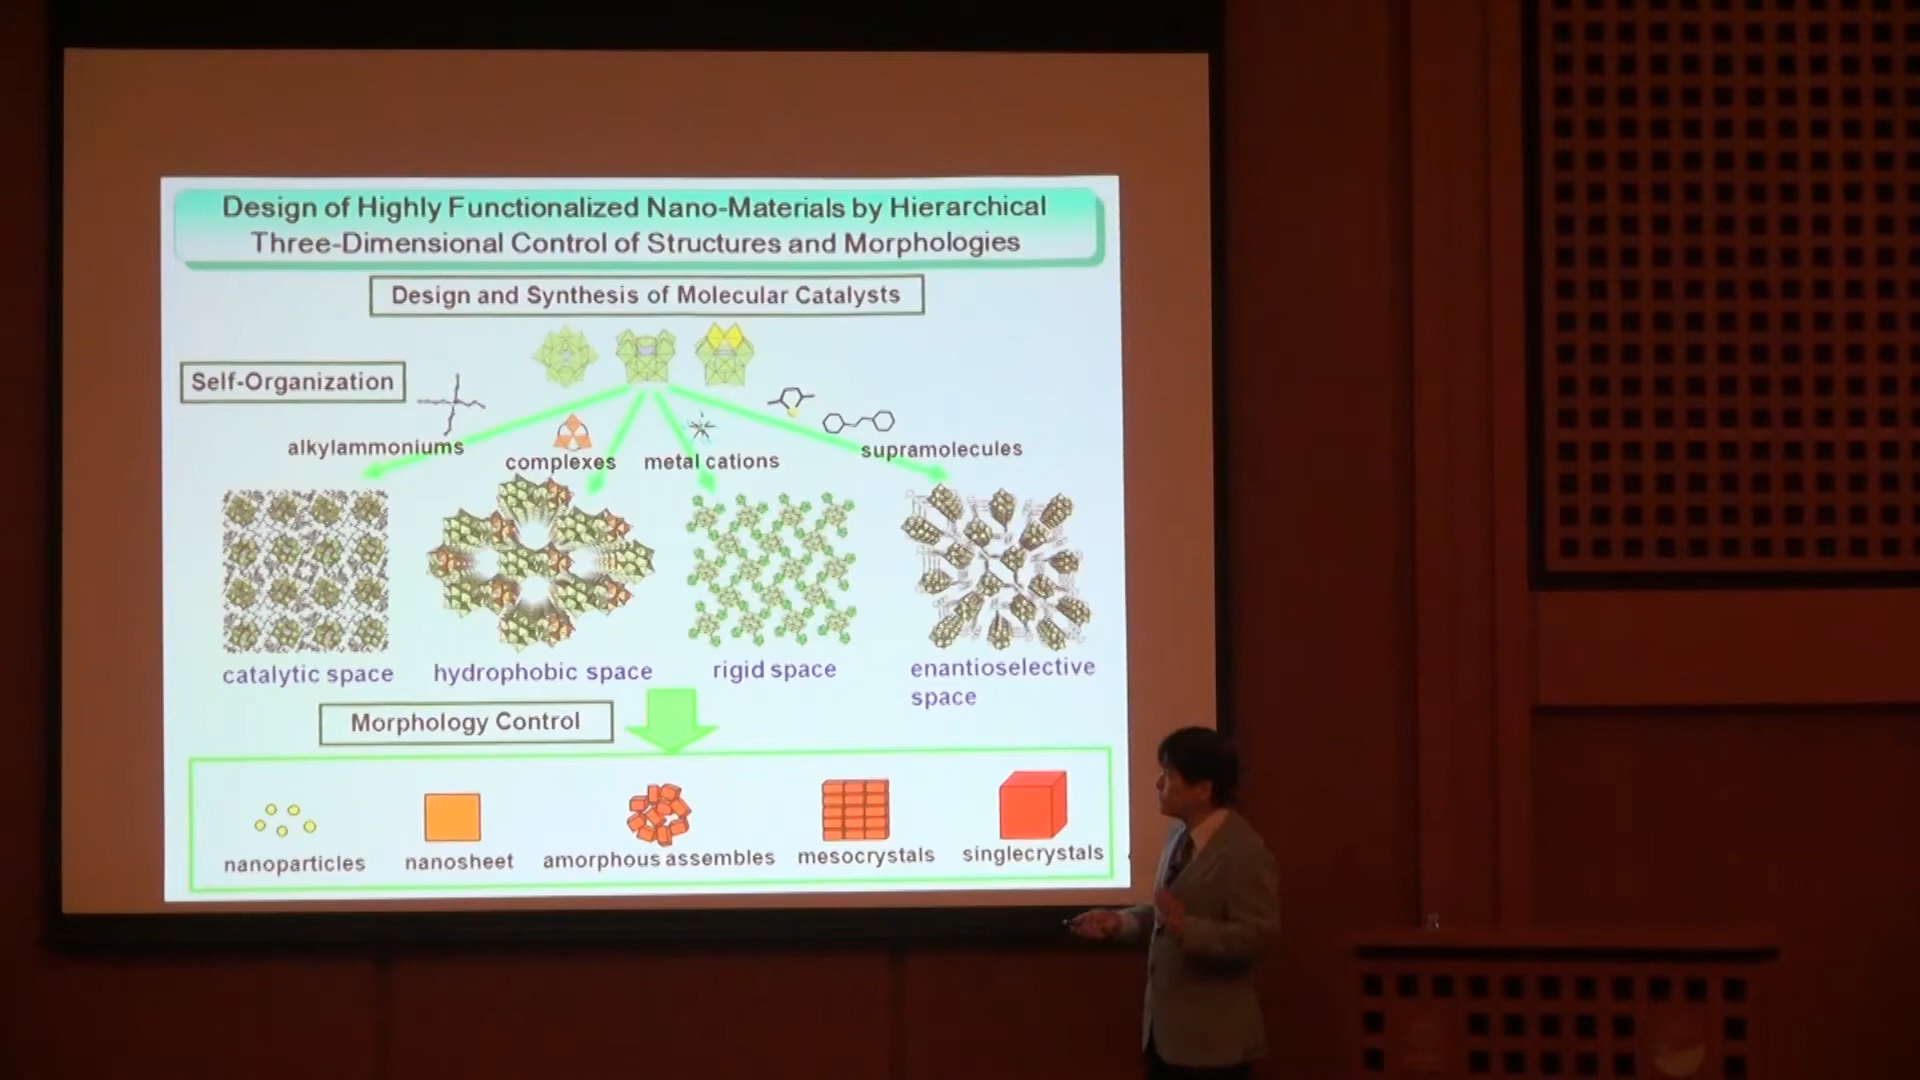 Design of Highly Functionalized Nano-Materials by Hierarchical
Three-Dimensional Control of Structures and Morphologies
Design and Synthesis of Molecular Catalysts
Self-Organization
alkylammoniums
complexes
metal cations
supramolecules
catalytic space
hydrophobic space
rigid space
enantioselective
space
Morphology Control
nanoparticles
nanosheet
amorphous assembles
mesocrystals
singlecrystals